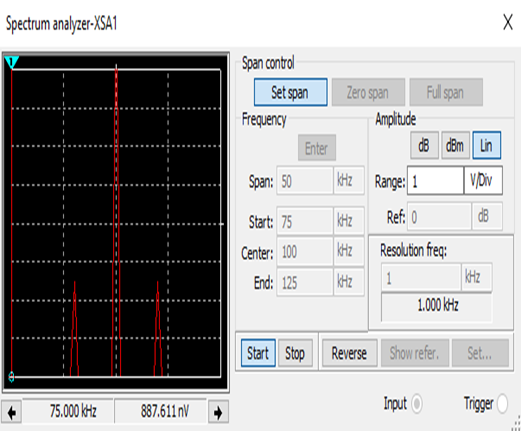 Spectrum analyzer-XSA1 X
1
Span control
Set span Zero span Full span
Frequency
Enter
Span: 50 kHz
Start: 75 kHz
Center: 100 kHz
End: 125 kHz
Amplitude
dB dBm Lin
Range: 1 V/Div
Ref: 0 dB
Resolution freq:
1 kHz
1.000 kHz
Start Stop Reverse Show refer. Set...
75.000 kHz 887.611 nV
Input Trigger